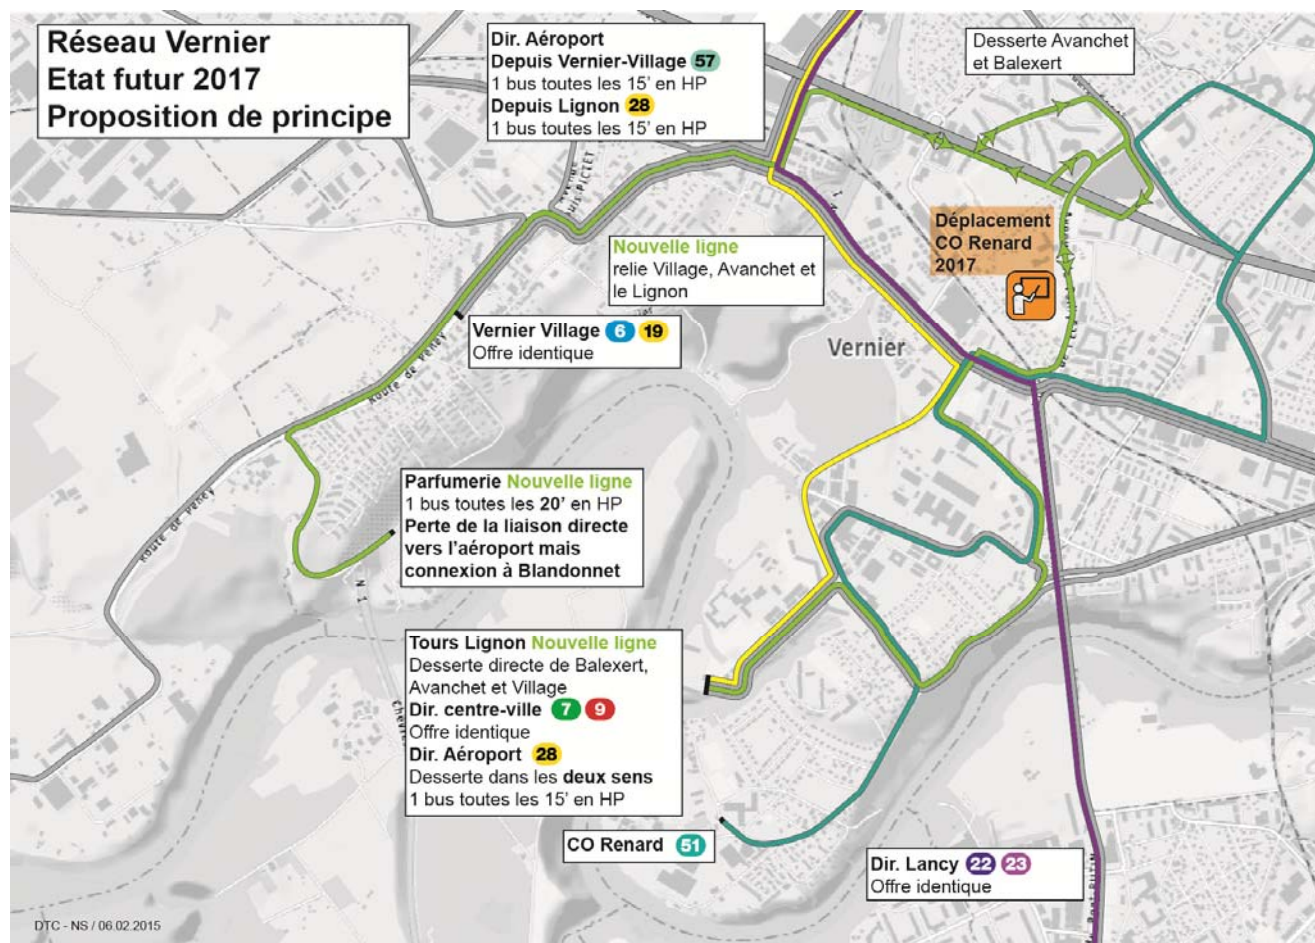 Réseau Vernier
Etat futur 2017
Proposition de principe
Dir. Aéroport
Depuis Vernier-Village 57
1 bus toutes les 15' en HP
Depuis Lignon 28
1 bus toutes les 15' en HP
Desserte Avanchet
et Balexert
Déplacement
CO Renard
2017
Nouvelle ligne
relie Village, Avanchet et
le Lignon
Vernier Village 6 19
Offre identique
Vernier
Route de Peney
Route de Peney
Parfumerie Nouvelle ligne
1 bus toutes les 20' en HP
Perte de la liaison directe
vers l'aéroport mais
connexion à Blandonnet
N 1
Tours Lignon Nouvelle ligne
Desserte directe de Balexert,
Avanchet et Village
Dir. centre-ville 7 9
Offre identique
Dir. Aéroport 28
Desserte dans les deux sens
1 bus toutes les 15' en HP
CO Renard 51
Dir. Lancy 22 23
Offre identique
DTC - NS / 06.02.2015